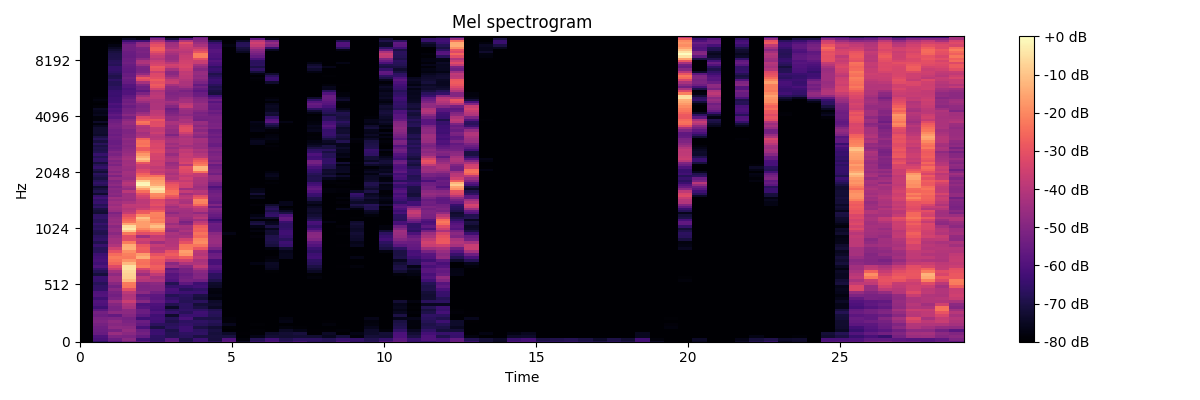 Mel spectrogram
8192
4096
2048
1024
512
0
Hz
0 5 10 15 20 25
Time
+0 dB
-10 dB
-20 dB
-30 dB
-40 dB
-50 dB
-60 dB
-70 dB
-80 dB